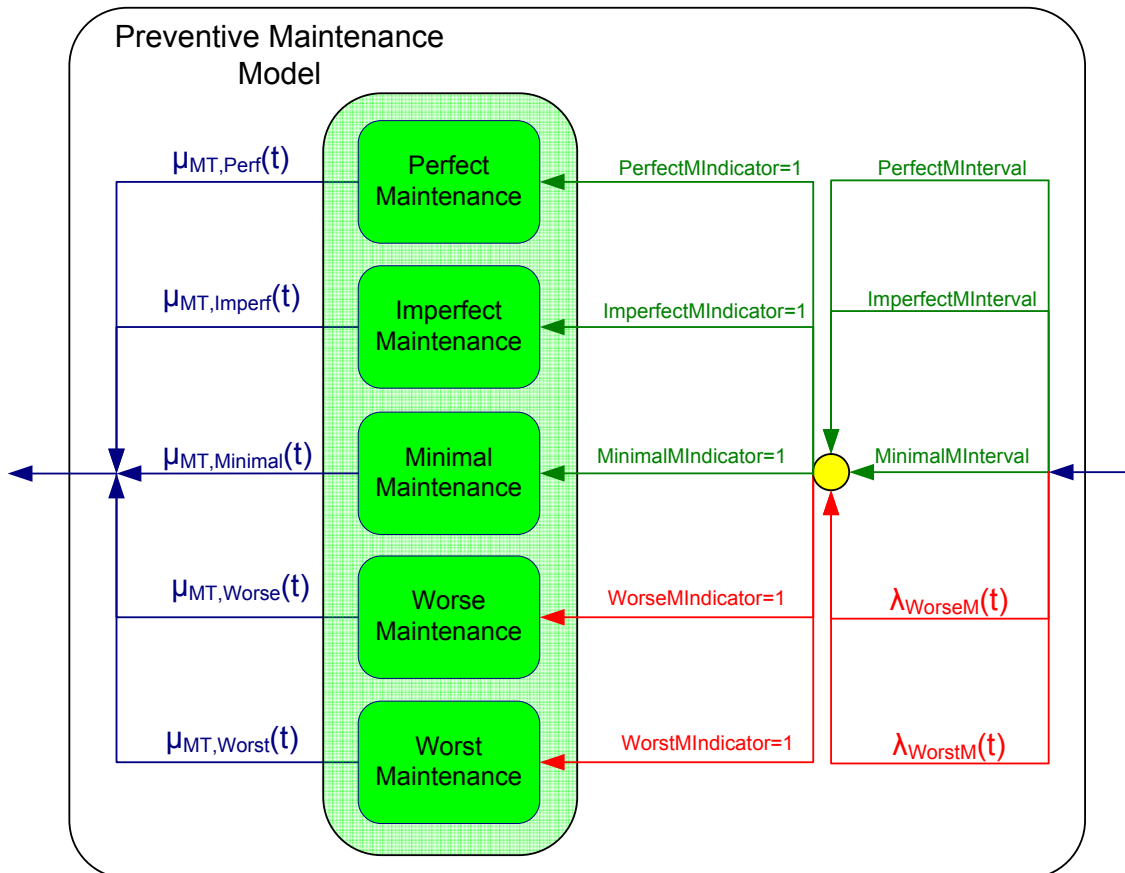 Preventive Maintenance
Model
μMT,Perf(t)
Perfect
Maintenance
PerfectMIndicator=1
PerfectMInterval
μMT,Imperf(t)
Imperfect
Maintenance
ImperfectMIndicator=1
ImperfectMInterval
μMT,Minimal(t)
Minimal
Maintenance
MinimalMIndicator=1
MinimalMInterval
μMT,Worse(t)
Worse
Maintenance
WorseMIndicator=1
λWorseM(t)
μMT,Worst(t)
Worst
Maintenance
WorstMIndicator=1
λWorstM(t)